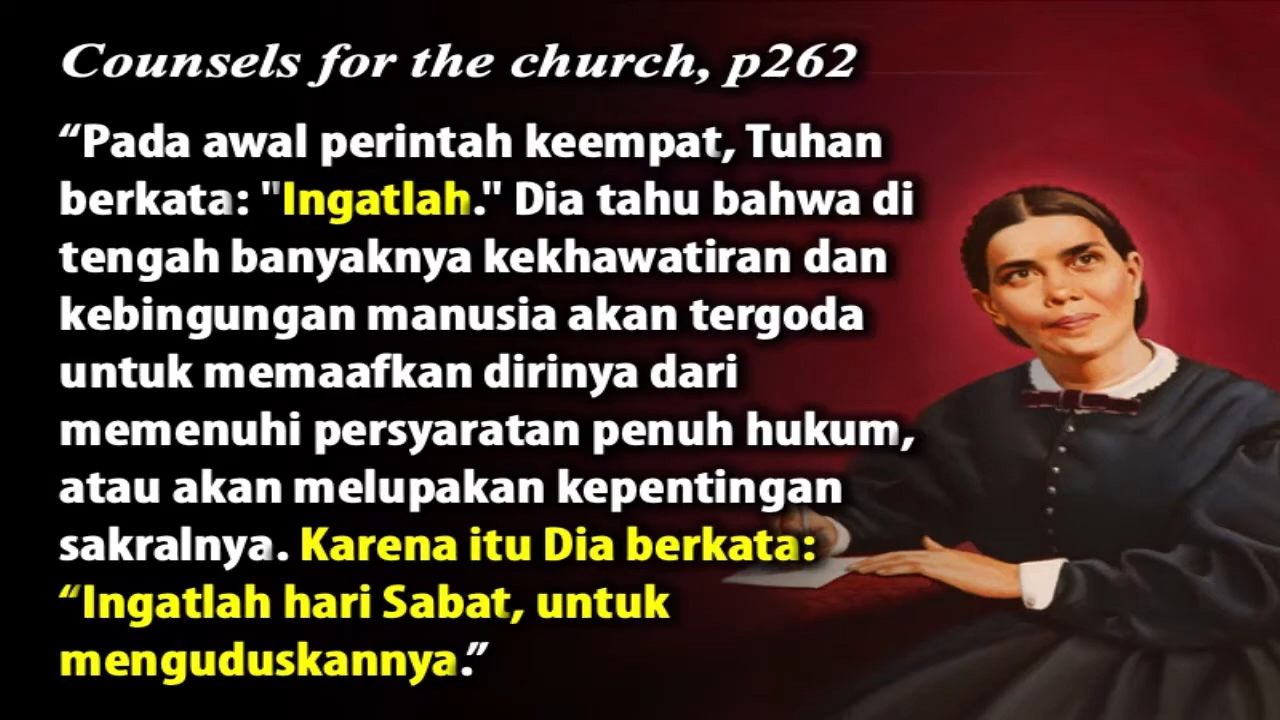 Counsels for the church, p262
“Pada awal perintah keempat, Tuhan
berkata: "Ingatlah." Dia tahu bahwa di
tengah banyaknya kekhawatiran dan
kebingungan manusia akan tergoda
untuk memaafkan dirinya dari
memenuhi persyaratan penuh hukum,
atau akan melupakan kepentingan
sakralnya. Karena itu Dia berkata:
“Ingatlah hari Sabat, untuk
menguduskannya.”